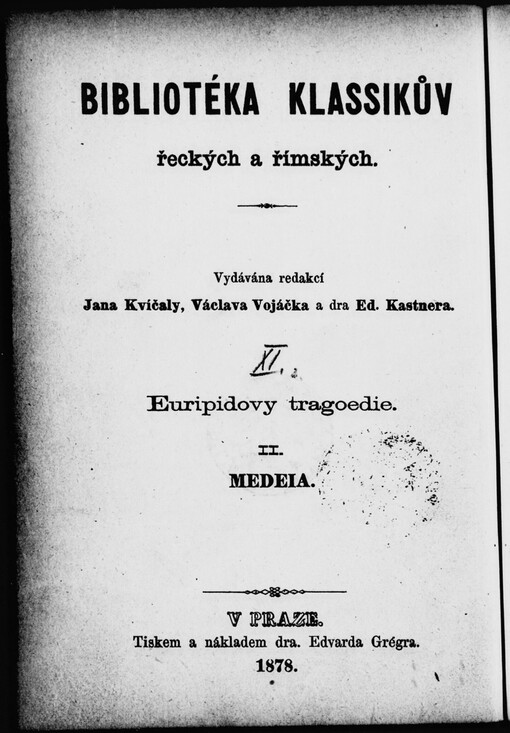 BIBLIOTÉKA KLASSIKŮV
řeckých a římských.
Vydávána redakcí
Jana Kvíčaly, Václava Vojáčka a dra Ed. Kastnera.
XI.
Euripidovy tragoedie.
II.
MEDEIA.
V PRAZE.
Tiskem a nákladem dra. Edvarda Grégra.
1878.